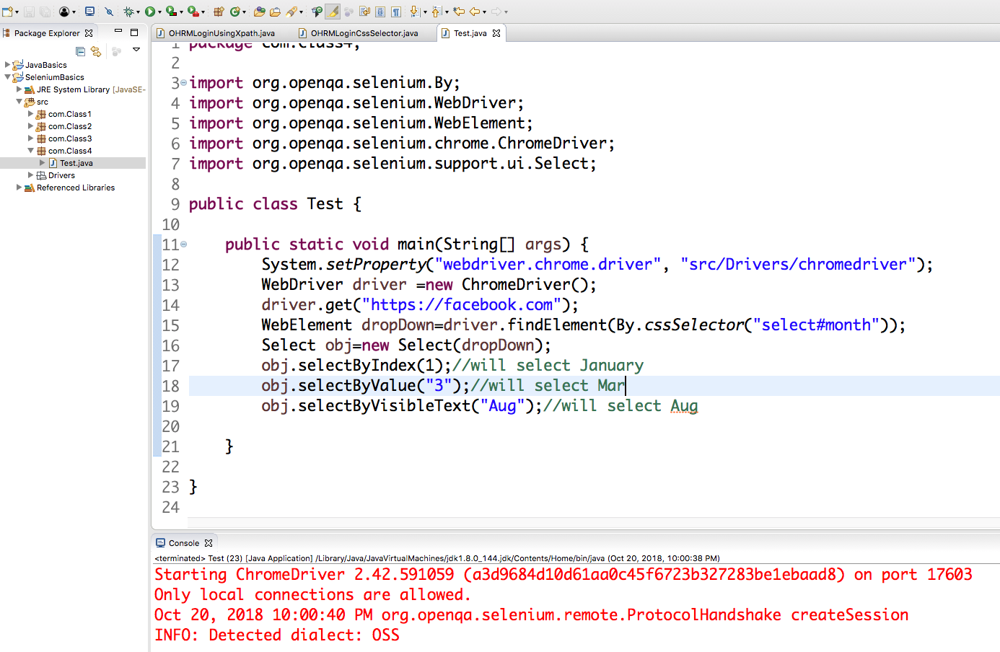 Package Explorer
JavaBasics
SeleniumBasics
JRE System Library [JavaSE-
src
com.Class1
com.Class2
com.Class3
com.Class4
Test.java
Drivers
Referenced Libraries
OHRMLoginUsingXpath.java OHRMLoginCssSelector.java Test.java
1 package com.Class4;
2
3 import org.openqa.selenium.By;
4 import org.openqa.selenium.WebDriver;
5 import org.openqa.selenium.WebElement;
6 import org.openqa.selenium.chrome.ChromeDriver;
7 import org.openqa.selenium.support.ui.Select;
8
9 public class Test {
10
11 public static void main(String[] args) {
12 System.setProperty("webdriver.chrome.driver", "src/Drivers/chromedriver");
13 WebDriver driver =new ChromeDriver();
14 driver.get("https://facebook.com");
15 WebElement dropDown=driver.findElement(By.cssSelector("select#month"));
16 Select obj=new Select(dropDown);
17 obj.selectByIndex(1);//will select January
18 obj.selectByValue("3");//will select Mar
19 obj.selectByVisibleText("Aug");//will select Aug
20
21 }
22
23 }
24
Console
<terminated> Test (23) [Java Application] /Library/Java/JavaVirtualMachines/jdk1.8.0_144.jdk/Contents/Home/bin/java (Oct 20, 2018, 10:00:38 PM)
Starting ChromeDriver 2.42.591059 (a3d9684d10d61aa0c45f6723b327283be1ebaad8) on port 17603
Only local connections are allowed.
Oct 20, 2018 10:00:40 PM org.openqa.selenium.remote.ProtocolHandshake createSession
INFO: Detected dialect: OSS